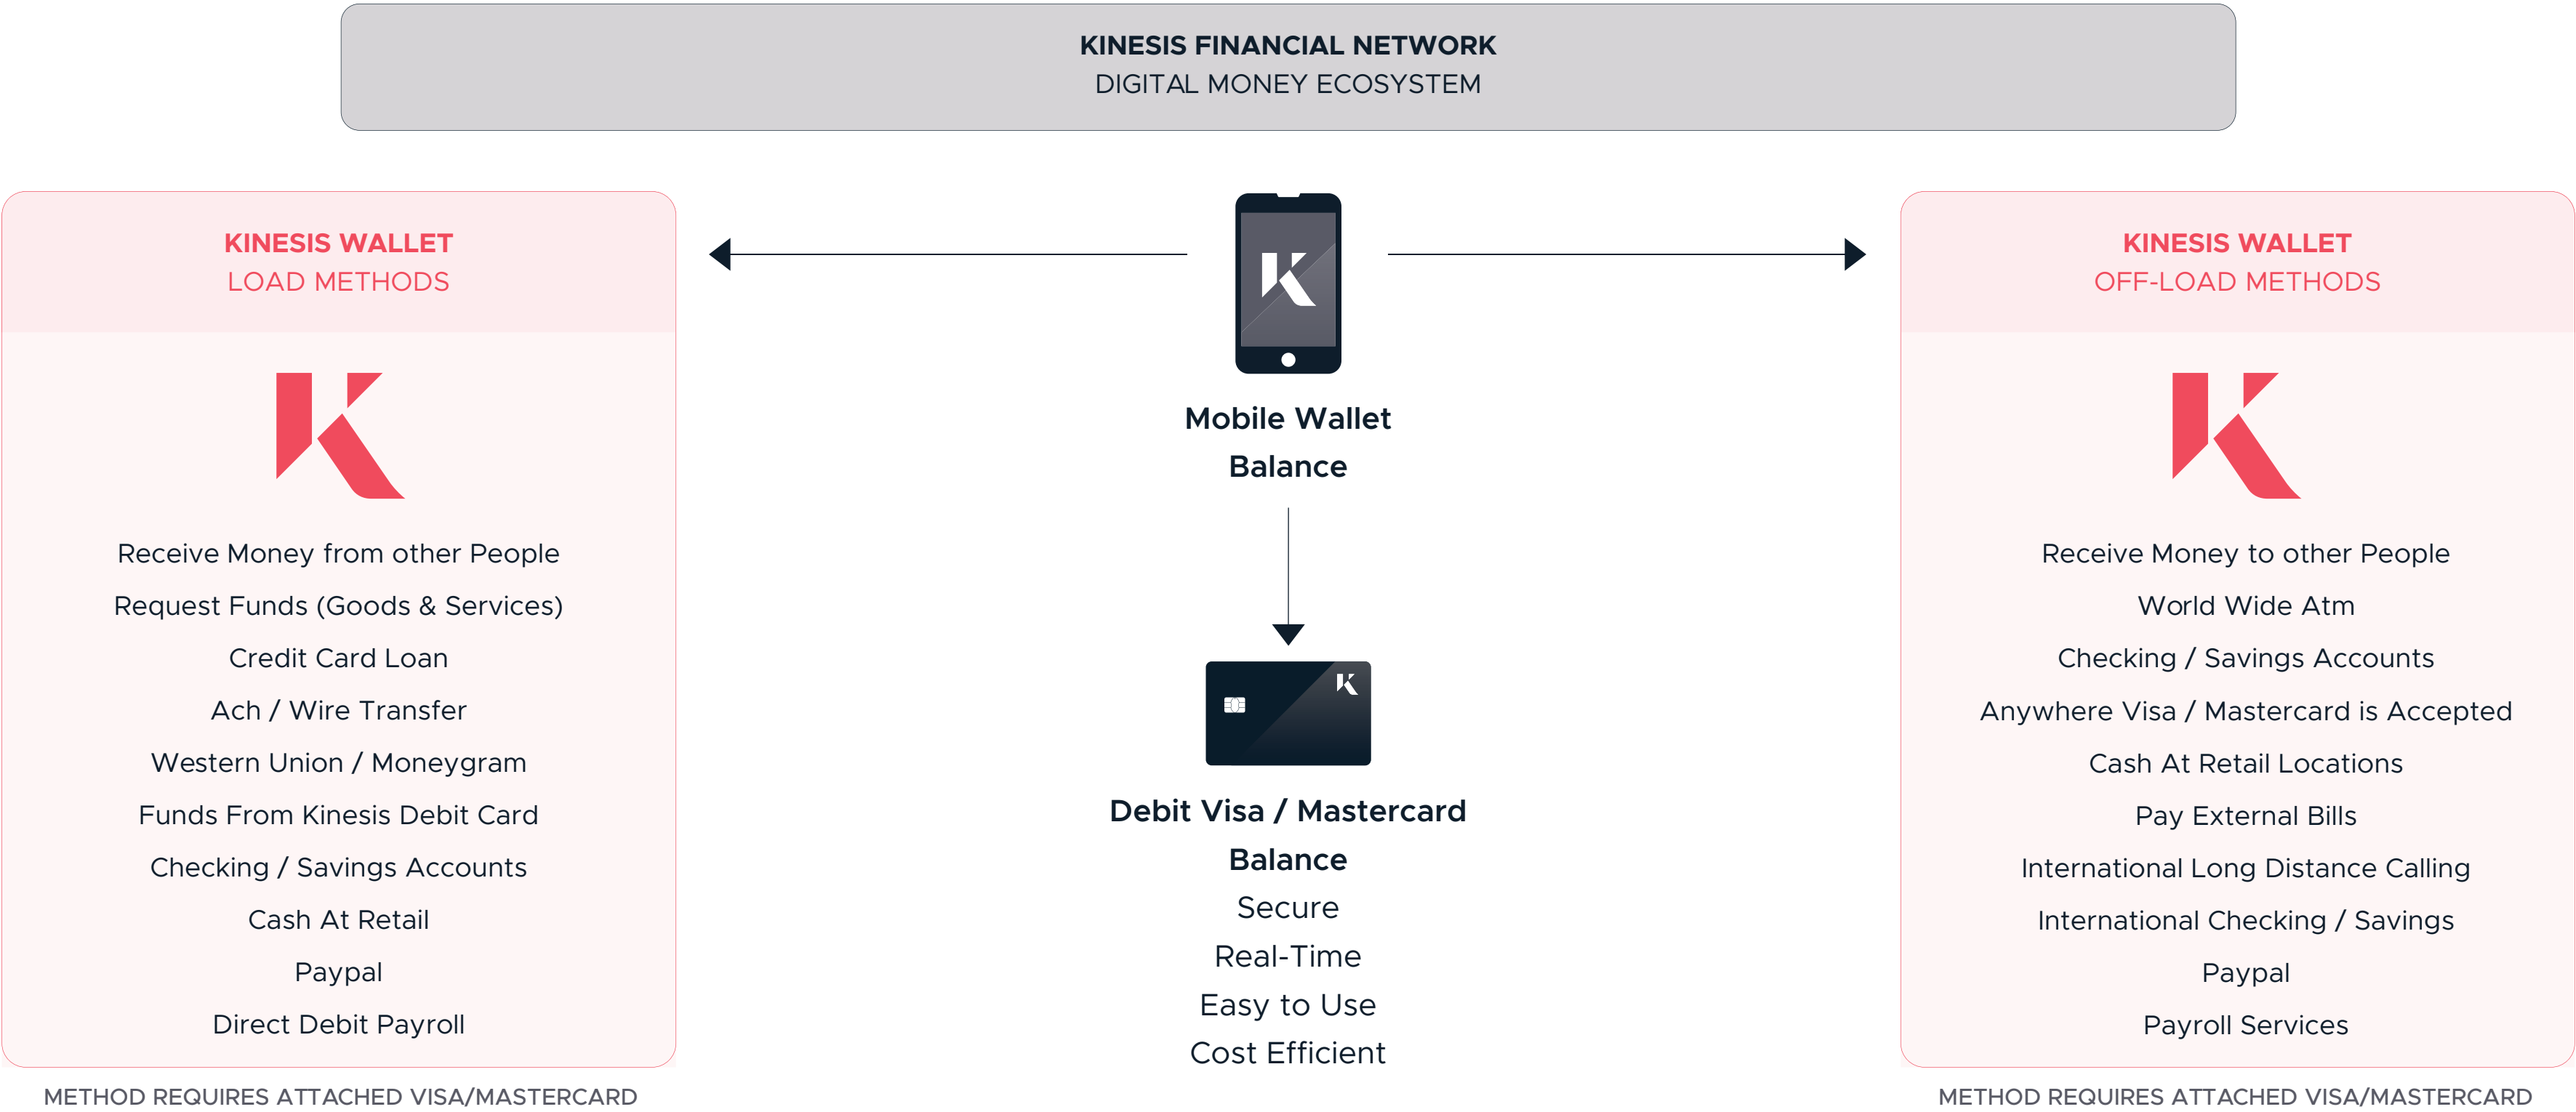 KINESIS FINANCIAL NETWORK
DIGITAL MONEY ECOSYSTEM
KINESIS WALLET
LOAD METHODS
Receive Money from other People
Request Funds (Goods & Services)
Credit Card Loan
Ach / Wire Transfer
Western Union / Moneygram
Funds From Kinesis Debit Card
Checking / Savings Accounts
Cash At Retail
Paypal
Direct Debit Payroll
METHOD REQUIRES ATTACHED VISA/MASTERCARD
Mobile Wallet
Balance
Debit Visa / Mastercard
Balance
Secure
Real-Time
Easy to Use
Cost Efficient
KINESIS WALLET
OFF-LOAD METHODS
Receive Money to other People
World Wide Atm
Checking / Savings Accounts
Anywhere Visa / Mastercard is Accepted
Cash At Retail Locations
Pay External Bills
International Long Distance Calling
International Checking / Savings
Paypal
Payroll Services
METHOD REQUIRES ATTACHED VISA/MASTERCARD